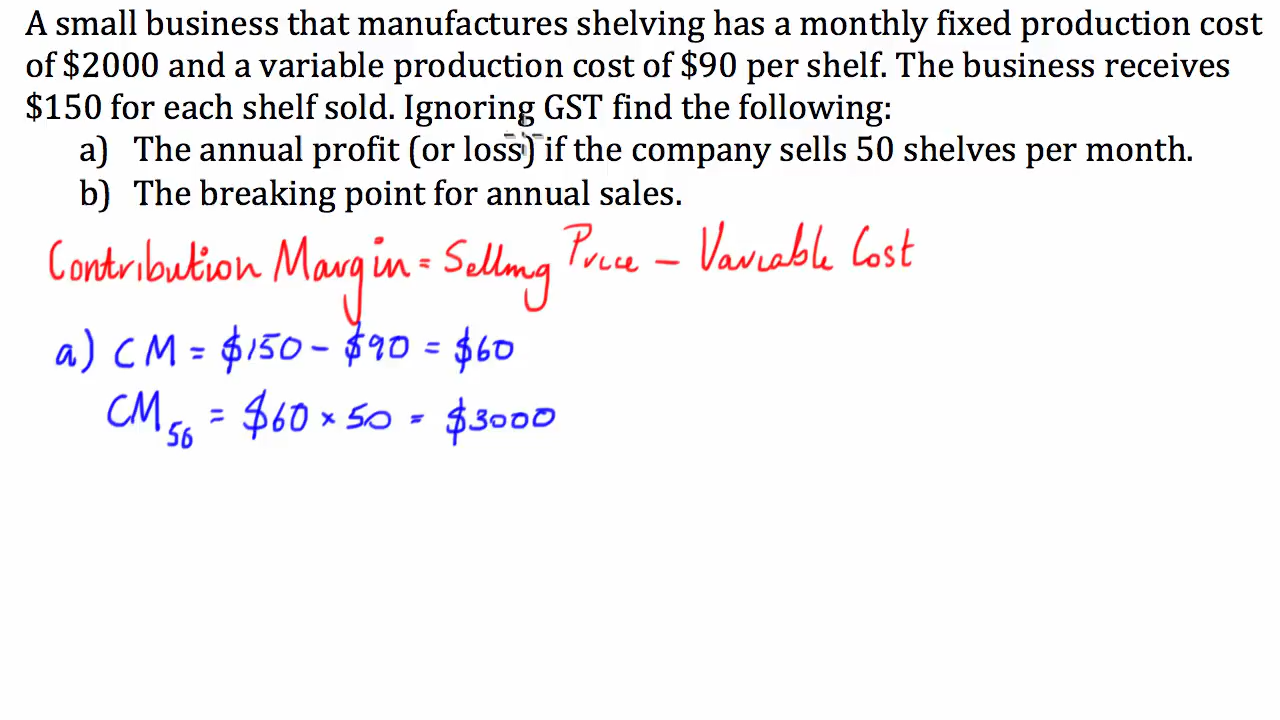 A small business that manufactures shelving has a monthly fixed production cost
of $2000 and a variable production cost of $90 per shelf. The business receives
$150 for each shelf sold. Ignoring GST find the following:
a) The annual profit (or loss) if the company sells 50 shelves per month.
b) The breaking point for annual sales.
Contribution Margin = Selling Price - Variable Cost
a) CM = $150 - $90 = $60
CM50 = $60 × 50 = $3000